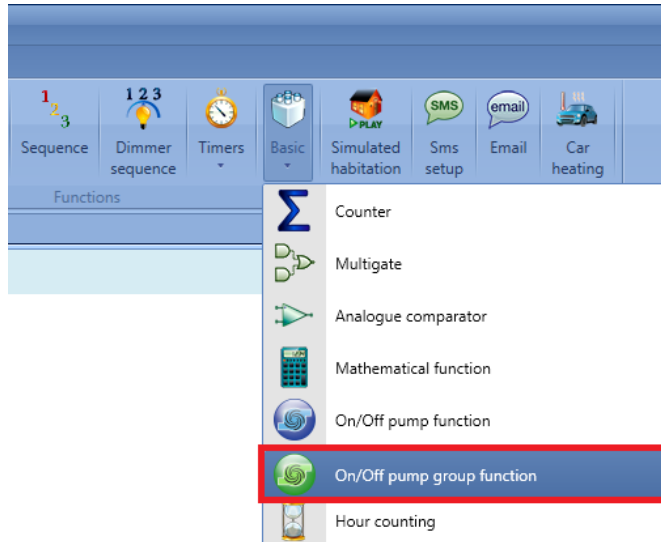 1 2 3
1 2 3
PLAY
SMS
email
Sequence
Dimmer
sequence
Timers
Basic
Simulated
habitation
Sms
setup
Email
Car
heating
Functions
Counter
Multigate
Analogue comparator
Mathematical function
On/Off pump function
On/Off pump group function
Hour counting